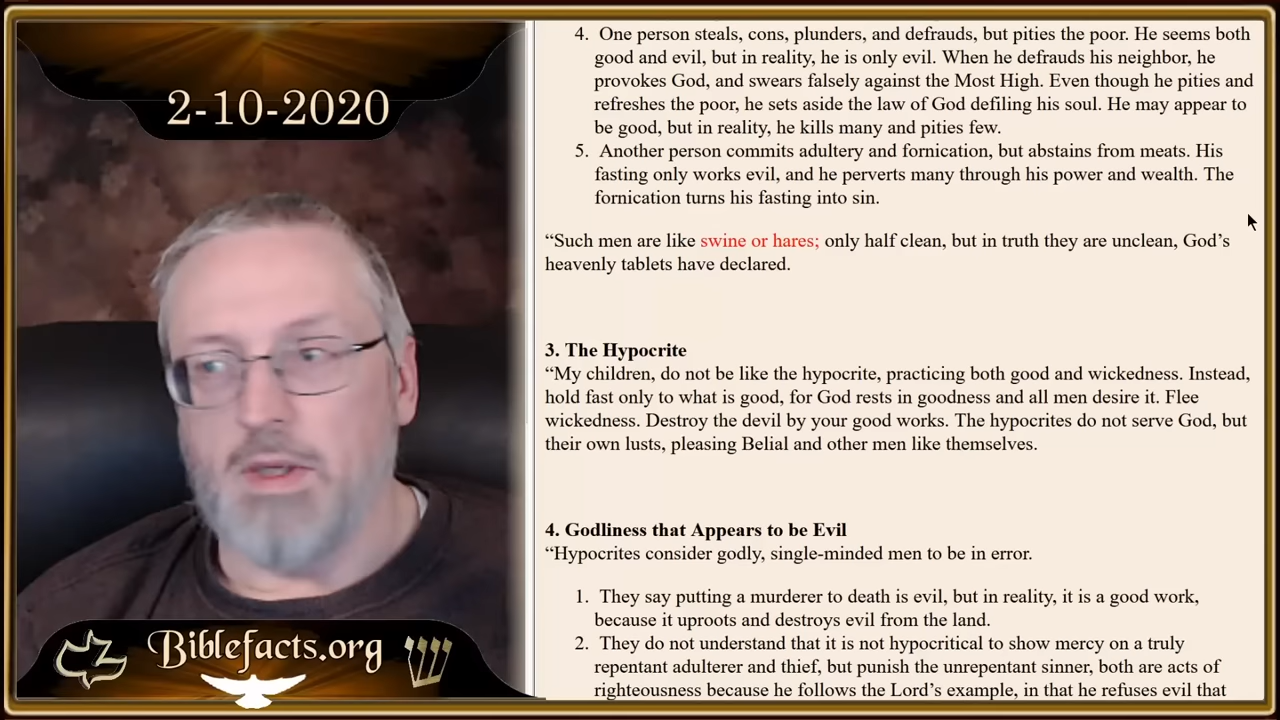 2-10-2020
Biblefacts.org
ש
4. One person steals, cons, plunders, and defrauds, but pities the poor. He seems both
good and evil, but in reality, he is only evil. When he defrauds his neighbor, he
provokes God, and swears falsely against the Most High. Even though he pities and
refreshes the poor, he sets aside the law of God defiling his soul. He may appear to
be good, but in reality, he kills many and pities few.
5. Another person commits adultery and fornication, but abstains from meats. His
fasting only works evil, and he perverts many through his power and wealth. The
fornication turns his fasting into sin.
“Such men are like swine or hares; only half clean, but in truth they are unclean, God’s
heavenly tablets have declared.
3. The Hypocrite
“My children, do not be like the hypocrite, practicing both good and wickedness. Instead,
hold fast only to what is good, for God rests in goodness and all men desire it. Flee
wickedness. Destroy the devil by your good works. The hypocrites do not serve God, but
their own lusts, pleasing Belial and other men like themselves.
4. Godliness that Appears to be Evil
“Hypocrites consider godly, single-minded men to be in error.
1. They say putting a murderer to death is evil, but in reality, it is a good work,
because it uproots and destroys evil from the land.
2. They do not understand that it is not hypocritical to show mercy on a truly
repentant adulterer and thief, but punish the unrepentant sinner, both are acts of
righteousness because he follows the Lord’s example, in that he refuses evil that